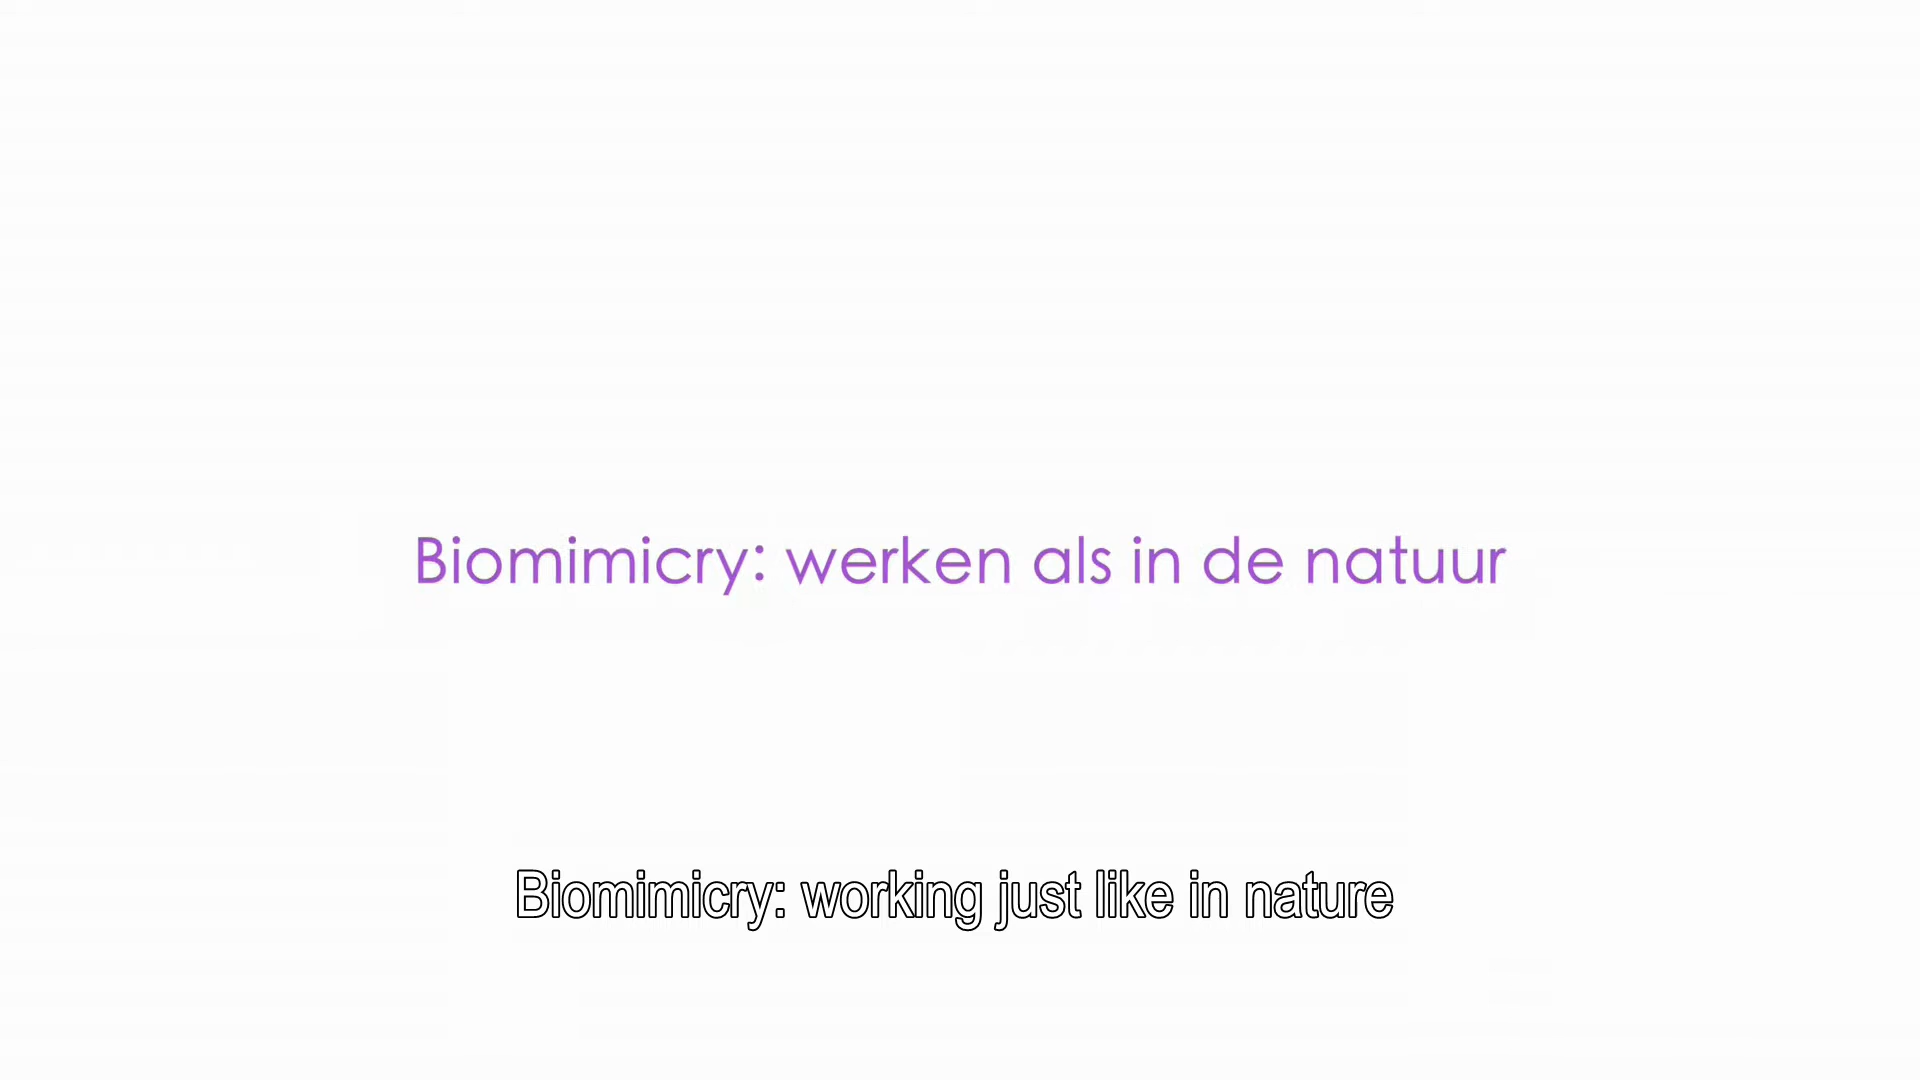 Biomimicry: werken als in de natuur
Biomimicry: working just like in nature